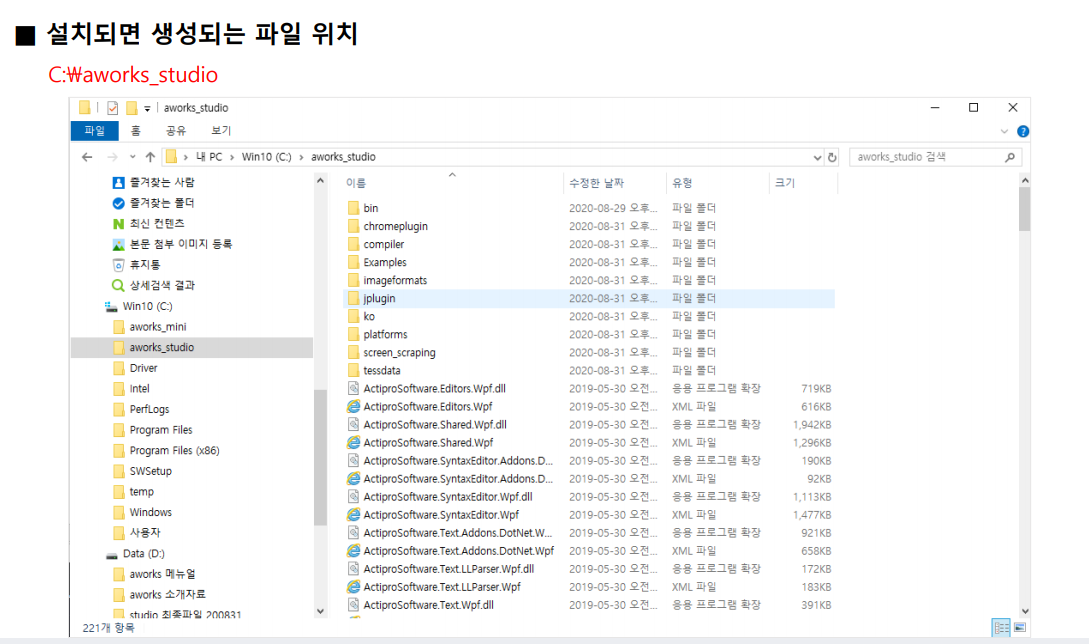 ■ 설치되면 생성되는 파일 위치
C:₩aworks_studio
aworks_studio
파일 홈 공유 보기
내 PC > Win10 (C:) > aworks_studio
aworks_studio 검색
즐겨찾는 사람
즐겨찾는 폴더
최신 컨텐츠
본문 첨부 이미지 등록
휴지통
상세검색 결과
Win10 (C:)
aworks_mini
aworks_studio
Driver
Intel
PerfLogs
Program Files
Program Files (x86)
SWSetup
temp
Windows
사용자
Data (D:)
aworks 메뉴얼
aworks 소개자료
studio 최종파일 200831
이름 수정한 날짜 유형 크기
bin 2020-08-29 오후... 파일 폴더
chromeplugin 2020-08-31 오후... 파일 폴더
compiler 2020-08-31 오후... 파일 폴더
Examples 2020-08-31 오후... 파일 폴더
imageformats 2020-08-31 오후... 파일 폴더
jplugin 2020-08-31 오후... 파일 폴더
ko 2020-08-31 오후... 파일 폴더
platforms 2020-08-31 오후... 파일 폴더
screen_scraping 2020-08-31 오후... 파일 폴더
tessdata 2020-08-31 오후... 파일 폴더
ActiproSoftware.Editors.Wpf.dll 2019-05-30 오전... 응용 프로그램 확장 719KB
ActiproSoftware.Editors.Wpf 2019-05-30 오전... XML 파일 616KB
ActiproSoftware.Shared.Wpf.dll 2019-05-30 오전... 응용 프로그램 확장 1,942KB
ActiproSoftware.Shared.Wpf 2019-05-30 오전... XML 파일 1,296KB
ActiproSoftware.SyntaxEditor.Addons.D... 2019-05-30 오전... 응용 프로그램 확장 190KB
ActiproSoftware.SyntaxEditor.Addons.D... 2019-05-30 오전... XML 파일 92KB
ActiproSoftware.SyntaxEditor.Wpf.dll 2019-05-30 오전... 응용 프로그램 확장 1,113KB
ActiproSoftware.SyntaxEditor.Wpf 2019-05-30 오전... XML 파일 1,477KB
ActiproSoftware.Text.Addons.DotNet.W... 2019-05-30 오전... 응용 프로그램 확장 921KB
ActiproSoftware.Text.Addons.DotNet.Wpf 2019-05-30 오전... XML 파일 658KB
ActiproSoftware.Text.LLParser.Wpf.dll 2019-05-30 오전... 응용 프로그램 확장 172KB
ActiproSoftware.Text.LLParser.Wpf 2019-05-30 오전... XML 파일 183KB
ActiproSoftware.Text.Wpf.dll 2019-05-30 오전... 응용 프로그램 확장 391KB
221개 항목